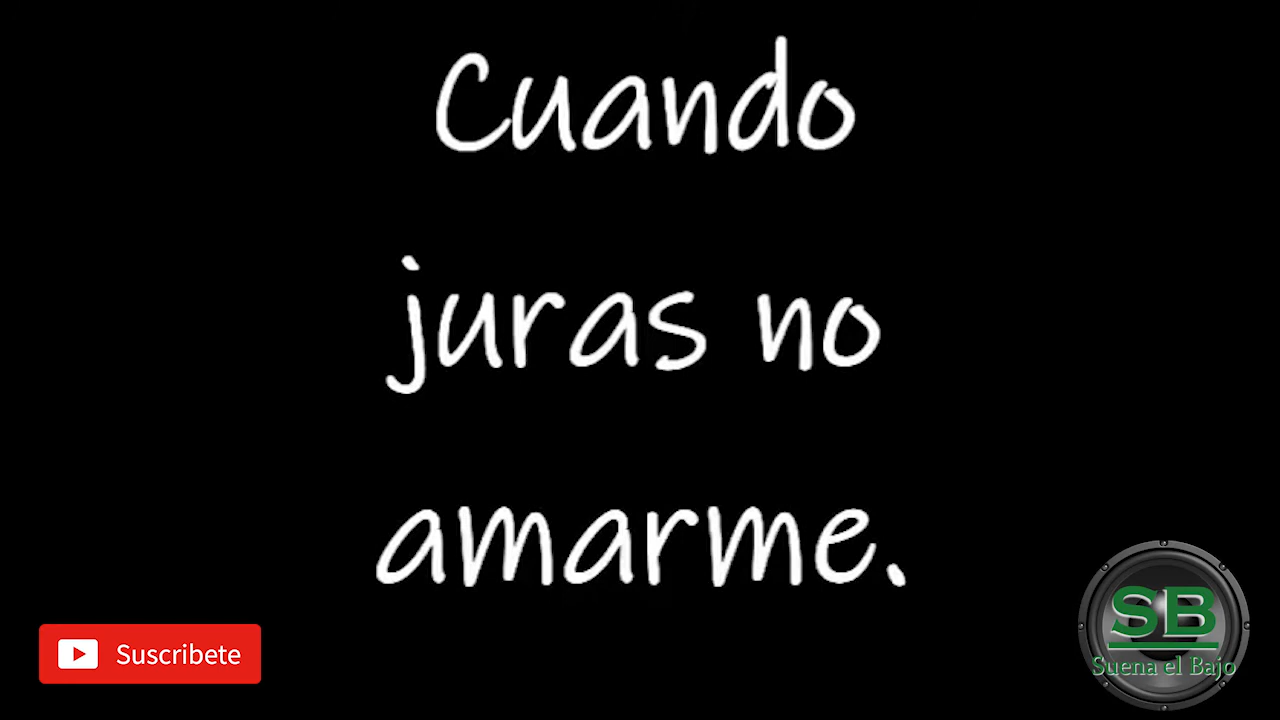 Cuando
juras no
amarme.
Suscribete
SB
Suena el Bajo